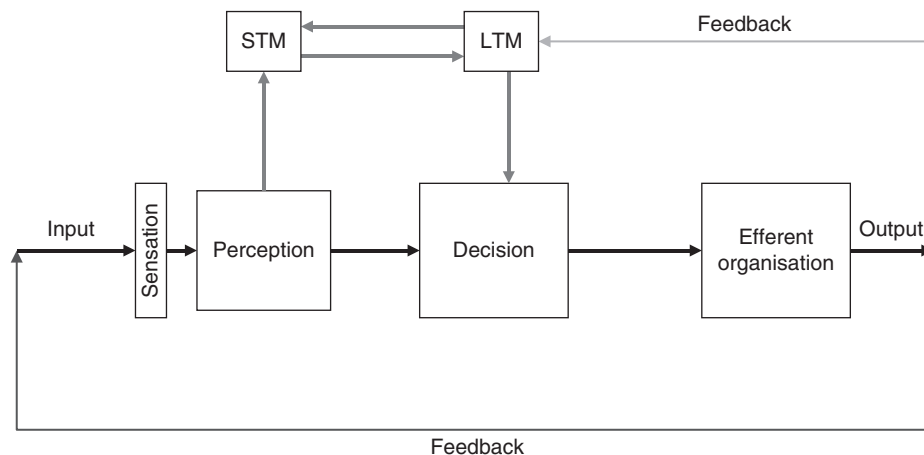 Feedback
STM
LTM
Input
Sensation
Perception
Decision
Efferent
organisation
Output
Feedback